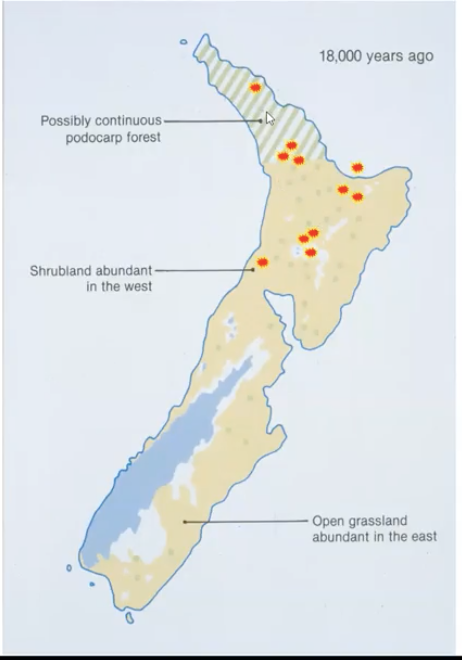 18,000 years ago
Possibly continuous
podocarp forest
Shrubland abundant
in the west
Open grassland
abundant in the east